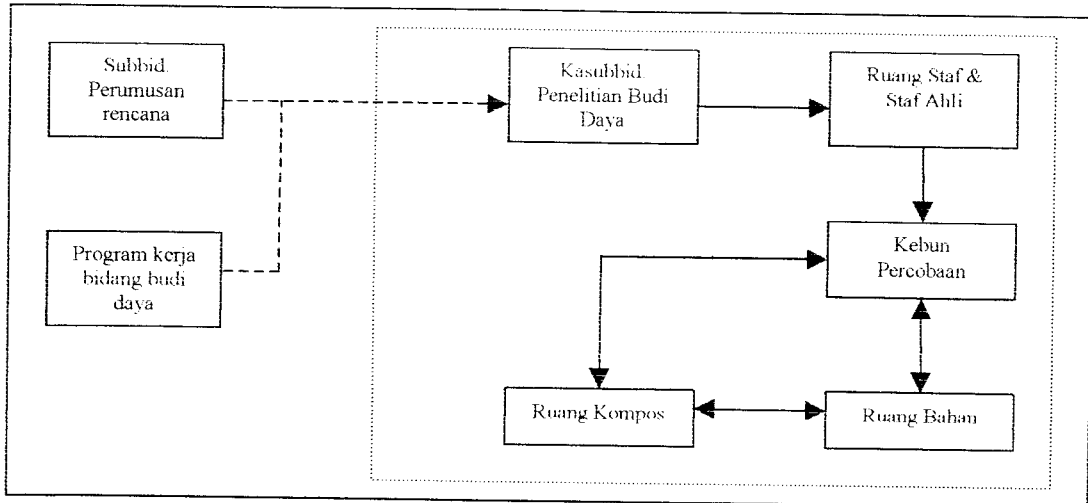 Subbid.
Perumusan
rencana
Kasubbid.
Penelitian Budi
Daya
Ruang Staf &
Staf Ahli
Program kerja
bidang budi
daya
Kebun
Percobaan
Ruang Kompos
Ruang Bahan